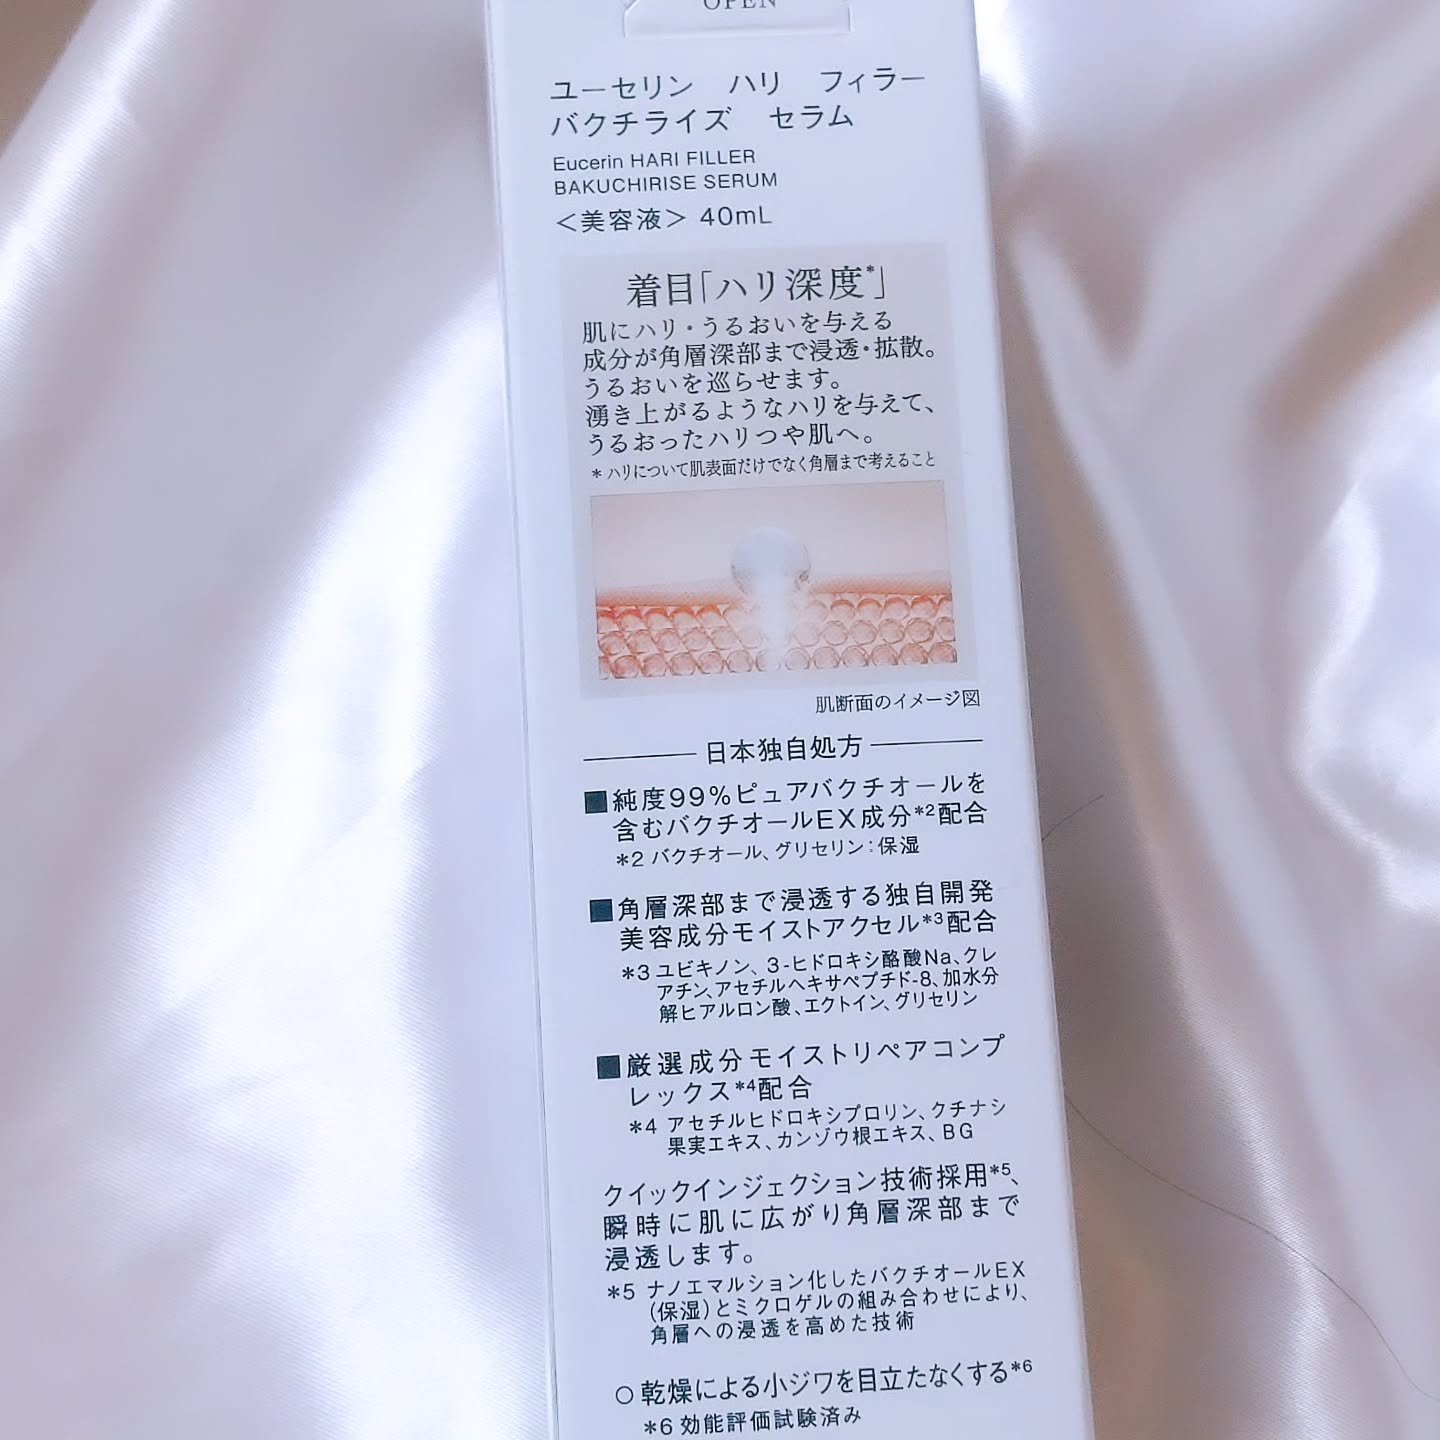 OPEN
ユーセリン ハリ フィラー
バクチライズ セラム
Eucerin HARI FILLER
BAKUCHIRISE SERUM
＜美容液＞ 40mL
着目「ハリ深度*」
肌にハリ・うるおいを与える
成分が角層深部まで浸透・拡散。
うるおいを巡らせます。
湧き上がるようなハリを与えて、
うるおったハリつや肌へ。
*ハリについて肌表面だけでなく角層まで考えること
肌断面のイメージ図
日本独自処方
■純度99%ピュアバクチオールを
含むバクチオールEX成分*2配合
*2 バクチオール、グリセリン：保湿
■角層深部まで浸透する独自開発
美容成分モイストアクセル*3配合
*3 ユビキノン、3-ヒドロキシ酪酸Na、クレ
アチン、アセチルヘキサペプチド-8、加水分
解ヒアルロン酸、エクトイン、グリセリン
■厳選成分モイストリペアコンプ
レックス*4配合
*4 アセチルヒドロキシプロリン、クチナシ
果実エキス、カンゾウ根エキス、BG
クイックインジェクション技術採用*5、
瞬時に肌に広がり角層深部まで
浸透します。
*5 ナノエマルション化したバクチオールEX
(保湿)とミクロゲルの組み合わせにより、
角層への浸透を高めた技術
○乾燥による小ジワを目立たなくする*6
*6 効能評価試験済み